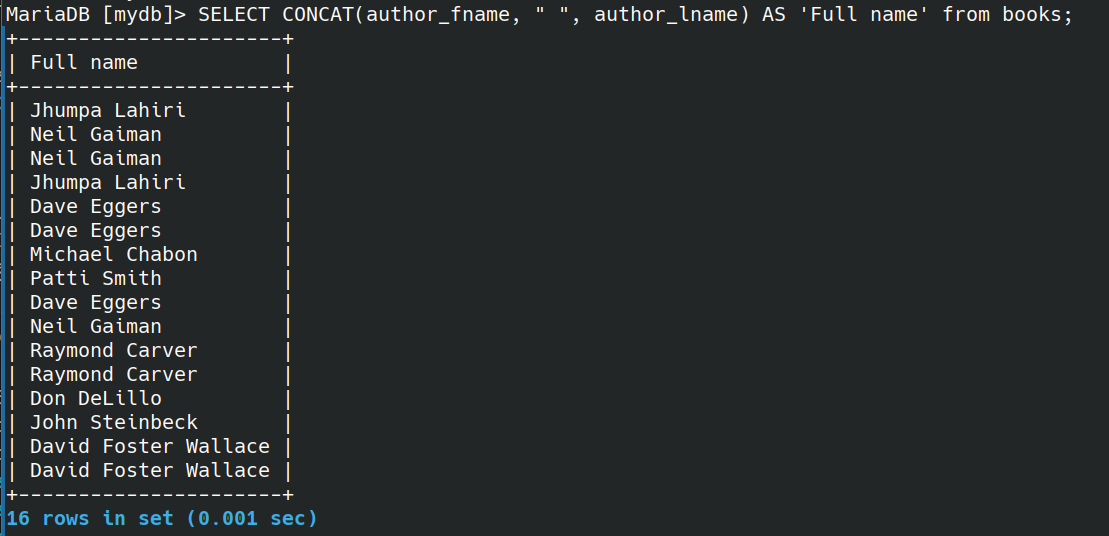 MariaDB [mydb]> SELECT CONCAT(author_fname, " ", author_lname) AS 'Full name' from books;
+----------------------+
| Full name            |
+----------------------+
| Jhumpa Lahiri        |
| Neil Gaiman          |
| Neil Gaiman          |
| Jhumpa Lahiri        |
| Dave Eggers          |
| Dave Eggers          |
| Michael Chabon       |
| Patti Smith          |
| Dave Eggers          |
| Neil Gaiman          |
| Raymond Carver       |
| Raymond Carver       |
| Don DeLillo          |
| John Steinbeck       |
| David Foster Wallace |
| David Foster Wallace |
+----------------------+
16 rows in set (0.001 sec)